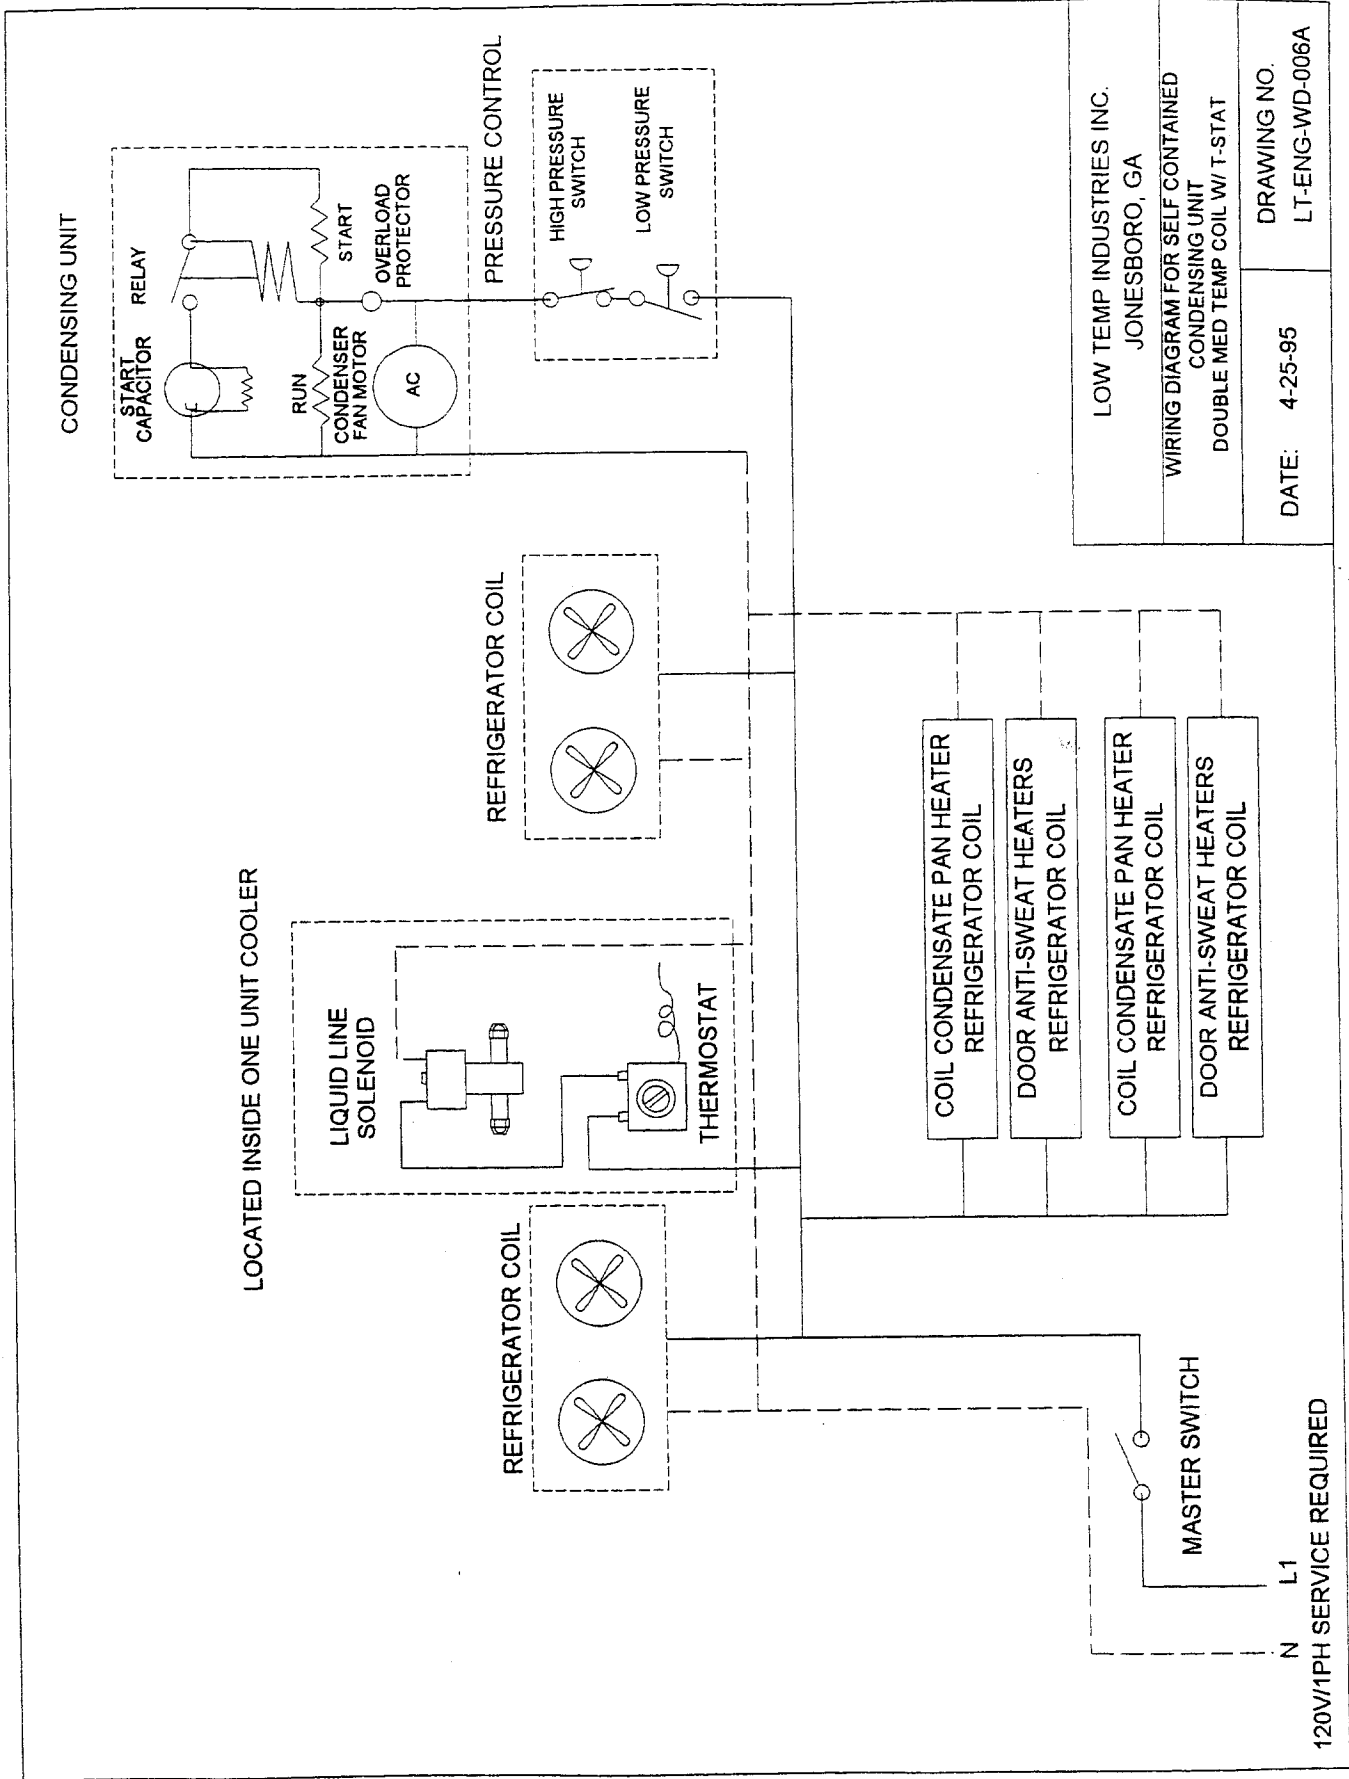 CONDENSING UNIT
START
CAPACITOR
RELAY
RUN
START
CONDENSER
FAN MOTOR
OVERLOAD
PROTECTOR
AC
PRESSURE CONTROL
HIGH PRESSURE
SWITCH
LOW PRESSURE
SWITCH
REFRIGERATOR COIL
LOCATED INSIDE ONE UNIT COOLER
LIQUID LINE
SOLENOID
THERMOSTAT
REFRIGERATOR COIL
COIL CONDENSATE PAN HEATER
REFRIGERATOR COIL
DOOR ANTI-SWEAT HEATERS
REFRIGERATOR COIL
COIL CONDENSATE PAN HEATER
REFRIGERATOR COIL
DOOR ANTI-SWEAT HEATERS
REFRIGERATOR COIL
MASTER SWITCH
N
L1
120V/1PH SERVICE REQUIRED
LOW TEMP INDUSTRIES INC.
JONESBORO, GA
WIRING DIAGRAM FOR SELF CONTAINED
CONDENSING UNIT
DOUBLE MED TEMP COIL W/ T-STAT
DATE: 4-25-95
DRAWING NO.
LT-ENG-WD-006A